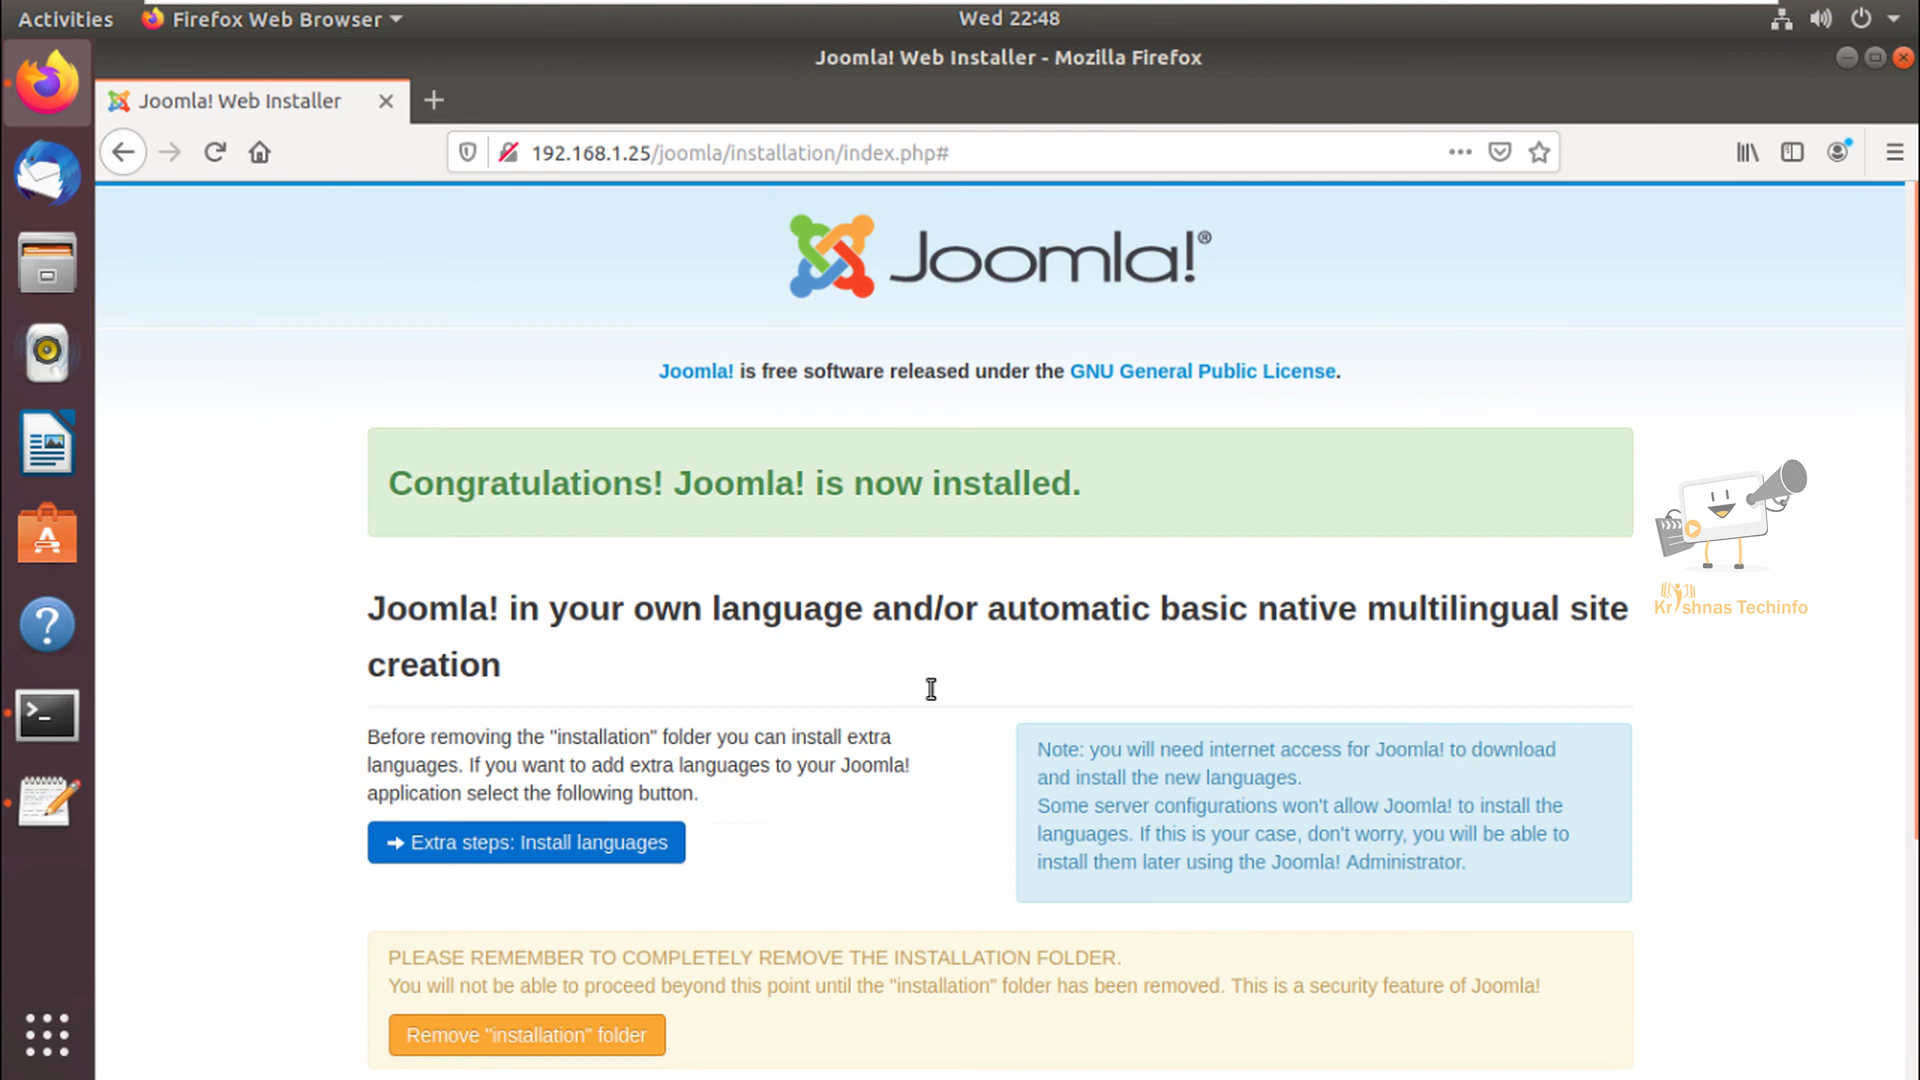 Activities
Firefox Web Browser
Wed 22:48
Joomla! Web Installer - Mozilla Firefox
Joomla! Web Installer
192.168.1.25/joomla/installation/index.php#
Joomla!®
Joomla! is free software released under the GNU General Public License.
Congratulations! Joomla! is now installed.
Krishnas Techinfo
Joomla! in your own language and/or automatic basic native multilingual site
creation
Before removing the "installation" folder you can install extra
languages. If you want to add extra languages to your Joomla!
application select the following button.
Extra steps: Install languages
Note: you will need internet access for Joomla! to download
and install the new languages.
Some server configurations won't allow Joomla! to install the
languages. If this is your case, don't worry, you will be able to
install them later using the Joomla! Administrator.
PLEASE REMEMBER TO COMPLETELY REMOVE THE INSTALLATION FOLDER.
You will not be able to proceed beyond this point until the "installation" folder has been removed. This is a security feature of Joomla!
Remove "installation" folder